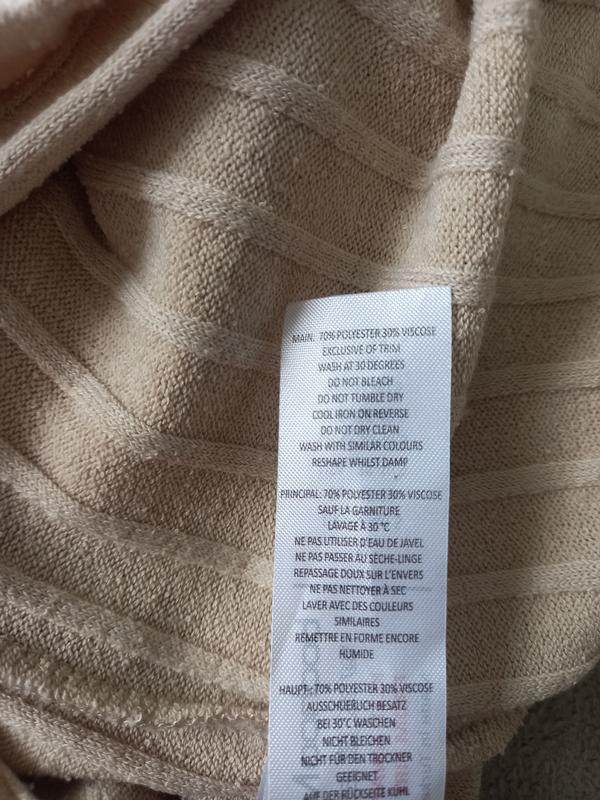 MAIN: 70% POLYESTER 30% VISCOSE
EXCLUSIVE OF TRIM
WASH AT 30 DEGREES
DO NOT BLEACH
DO NOT TUMBLE DRY
COOL IRON ON REVERSE
DO NOT DRY CLEAN
WASH WITH SIMILAR COLOURS
RESHAPE WHILST DAMP
PRINCIPAL: 70% POLYESTER 30% VISCOSE
SAUF LA GARNITURE
LAVAGE À 30 °C
NE PAS UTILISER D'EAU DE JAVEL
NE PAS PASSER AU SÈCHE-LINGE
REPASSAGE DOUX SUR L'ENVERS
NE PAS NETTOYER À SEC
LAVER AVEC DES COULEURS
SIMILAIRES
REMETTRE EN FORME ENCORE
HUMIDE
HAUPT-: 70% POLYESTER 30% VISCOSE
AUSSCHLIEßLICH BESATZ
BEI 30°C WASCHEN
NICHT BLEICHEN
NICHT FÜR DEN TROCKNER
GEEIGNET
AUF DER RÜCKSEITE KÜHL